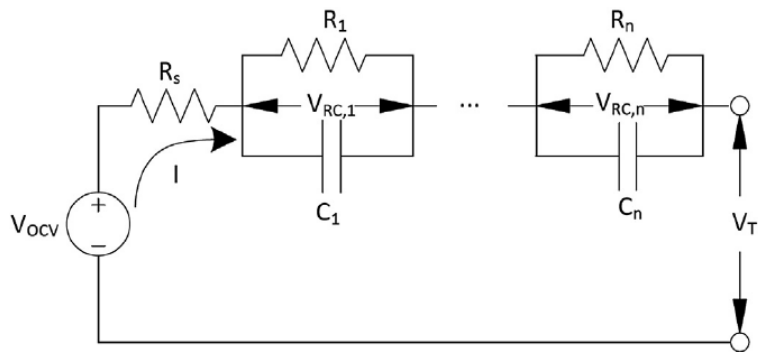 R1
Rn
Rs
VRC,1
...
VRC,n
I
C1
Cn
VOCV
+
−
VT